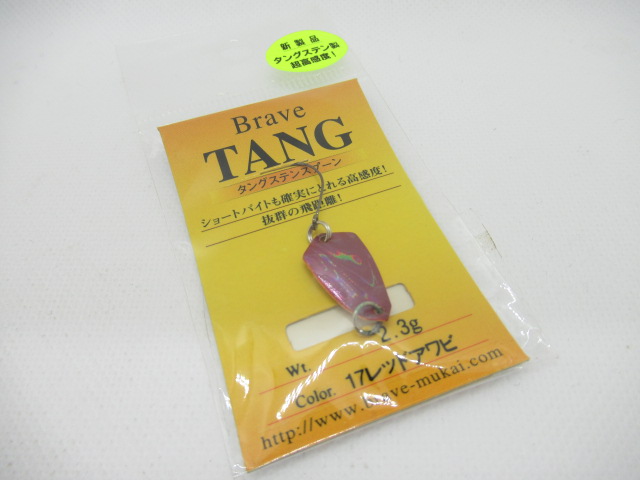 新製品
タングステン製
超高感度!
Brave
TANG
タングステンスプーン
ショートバイトも確実にとれる高感度!
抜群の飛距離!
Wt. 2.3g
Color. 17レッドアワビ
http://www.brave-mukai.com